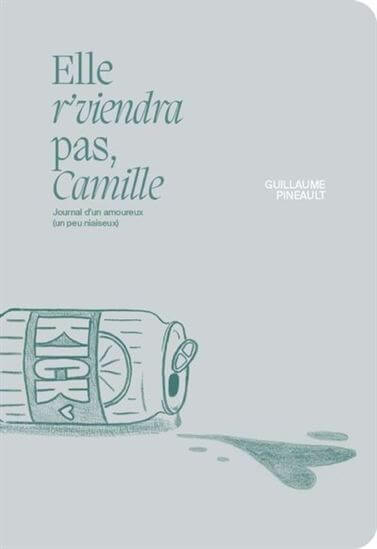 Elle
r'viendra
pas,
Camille
Journal d'un amoureux
(un peu niaiseux)
GUILLAUME
PINEAULT
KICK